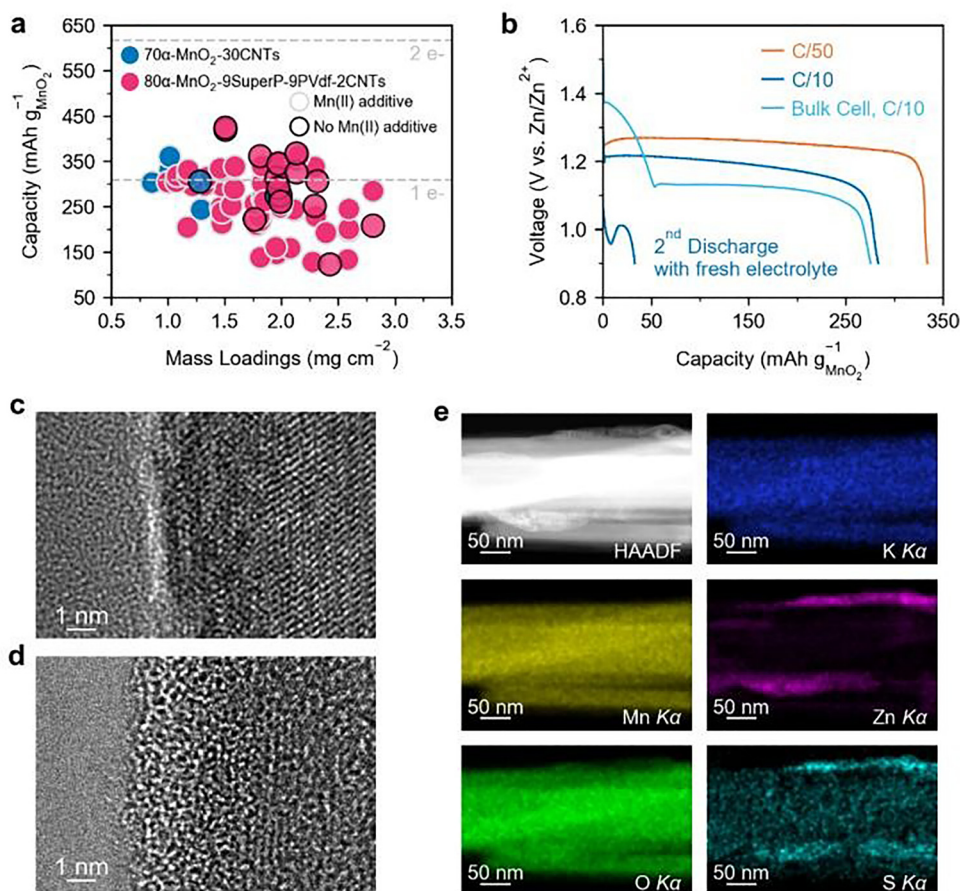 a
650
550
450
350
250
150
50
Capacity (mAh g⁻¹MnO₂)
2 e-
1 e-
70α-MnO₂-30CNTs
80α-MnO₂-9SuperP-9PVdf-2CNTs
Mn(II) additive
No Mn(II) additive
0.5 1.0 1.5 2.0 2.5 3.0 3.5
Mass Loadings (mg cm⁻²)
b
1.6
1.4
1.2
1.0
0.8
Voltage (V vs. Zn/Zn²⁺)
C/50
C/10
Bulk Cell, C/10
2nd Discharge
with fresh electrolyte
0 50 150 250 350
Capacity (mAh g⁻¹MnO₂)
c
1 nm
d
1 nm
e
50 nm HAADF
50 nm K Kα
50 nm Mn Kα
50 nm Zn Kα
50 nm O Kα
50 nm S Kα